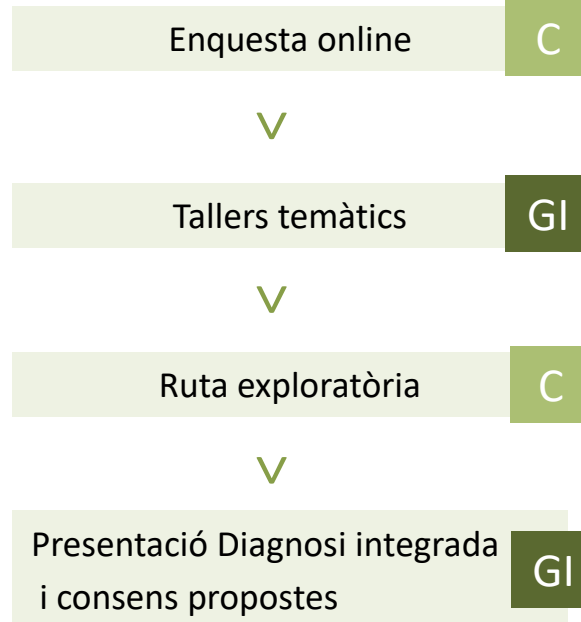 Enquesta online C
V
Tallers temàtics GI
V
Ruta exploratòria C
V
Presentació Diagnosi integrada
i consens propostes GI